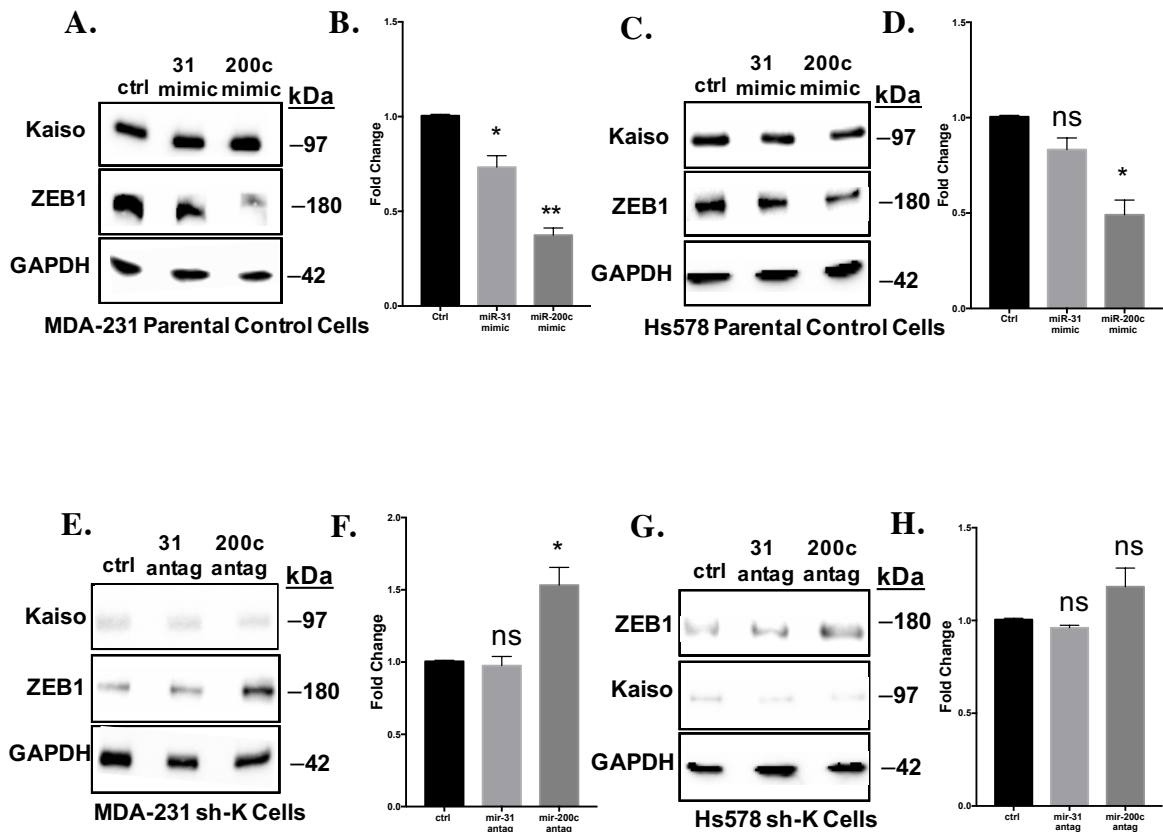 A.
ctrl 31 mimic 200c mimic kDa
Kaiso –97
ZEB1 –180
GAPDH –42
MDA-231 Parental Control Cells
B.
Fold Change
1.5
1.0
0.5
0.0
*
**
Ctrl miR-31 mimic miR-200c mimic
C.
ctrl 31 mimic 200c mimic kDa
Kaiso –97
ZEB1 –180
GAPDH –42
Hs578 Parental Control Cells
D.
Fold Change
1.5
1.0
0.5
0.0
ns
*
Ctrl miR-31 mimic miR-200c mimic
E.
ctrl 31 antag 200c antag kDa
Kaiso –97
ZEB1 –180
GAPDH –42
MDA-231 sh-K Cells
F.
Fold Change
2.0
1.5
1.0
0.5
0.0
ns
*
ctrl mir-31 antag mir-200c antag
G.
ctrl 31 antag 200c antag kDa
ZEB1 –180
Kaiso –97
GAPDH –42
Hs578 sh-K Cells
H.
Fold Change
1.5
1.0
0.5
0.0
ns
ns
ctrl mir-31 antag mir-200c antag